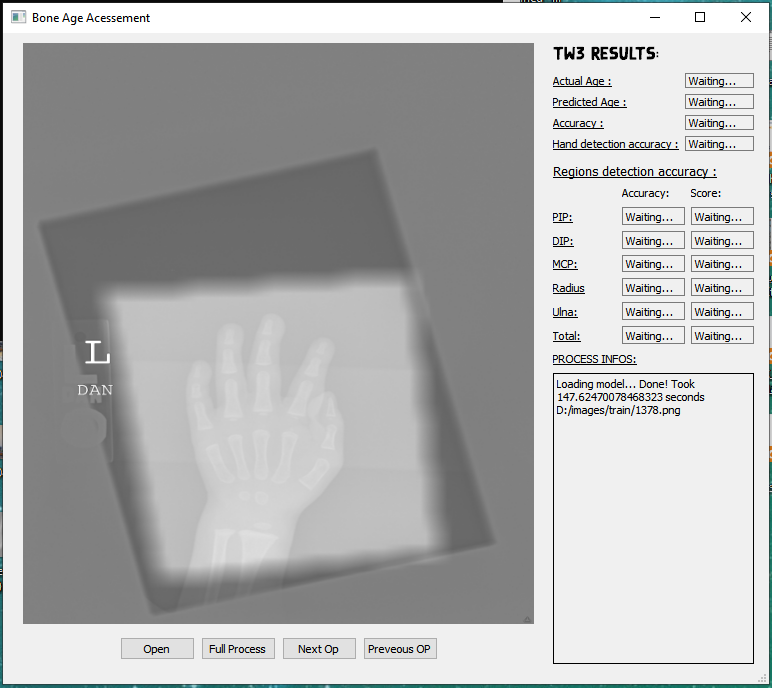 Bone Age Acessement
TW3 RESULTS:
Actual Age : Waiting...
Predicted Age : Waiting...
Accuracy : Waiting...
Hand detection accuracy : Waiting...
Regions detection accuracy :
Accuracy: Score:
PIP: Waiting... Waiting...
DIP: Waiting... Waiting...
MCP: Waiting... Waiting...
Radius Waiting... Waiting...
Ulna: Waiting... Waiting...
Total: Waiting... Waiting...
PROCESS INFOS:
Loading model... Done! Took
147.62470078468323 seconds
D:/images/train/1378.png
L
DAN
Open Full Process Next Op Preveous OP